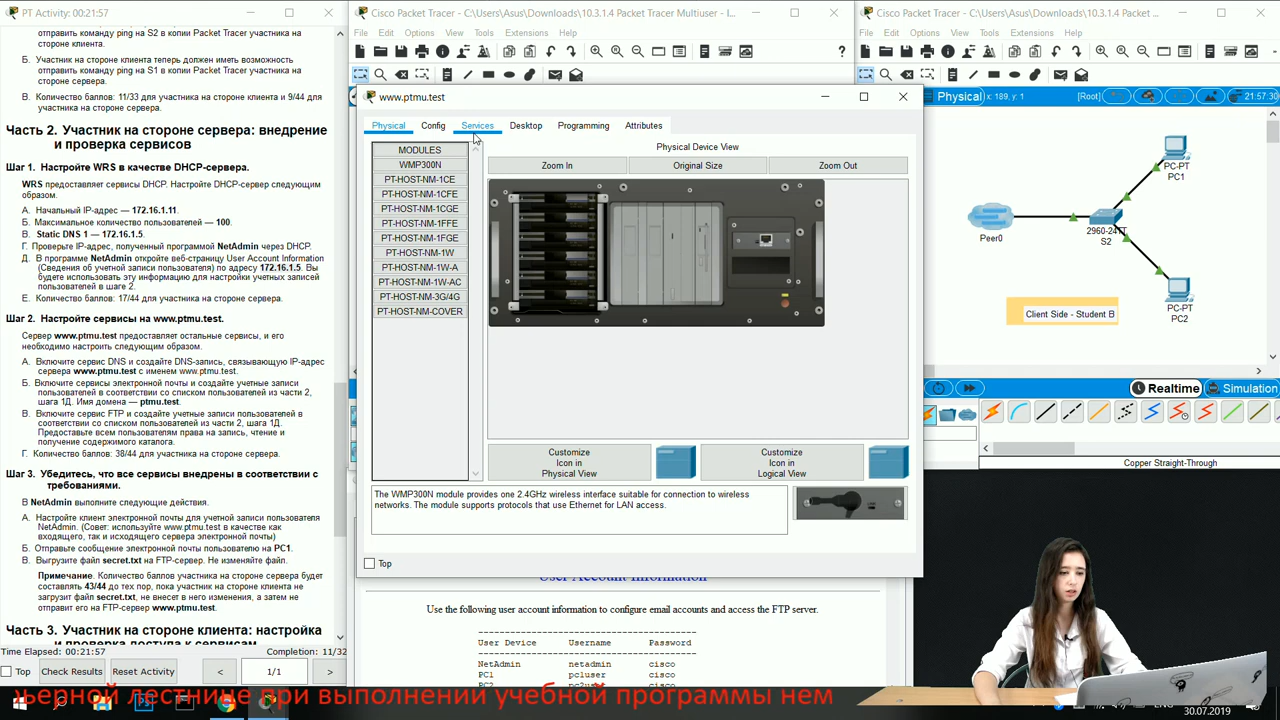 PT Activity: 00:21:57
отправить команду ping на S2 в копии Packet Tracer участника на
стороне клиента.
Б. Участник на стороне клиента теперь должен иметь возможность
отправить команду ping на S1 в копии Packet Tracer участника на
стороне сервера.
В. Количество баллов: 11/33 для участника на стороне клиента и 9/44 для
участника на стороне сервера.
Часть 2. Участник на стороне сервера: внедрение
и проверка сервисов
Шаг 1. Настройте WRS в качестве DHCP-сервера.
WRS предоставляет сервисы DHCP. Настройте DHCP-сервер следующим
образом.
А. Начальный IP-адрес — 172.16.1.11.
Б. Максимальное количество пользователей — 100.
В. Static DNS 1 — 172.16.1.5.
Г. Проверьте IP-адрес, полученный программой NetAdmin через DHCP.
Д. В программе NetAdmin откройте веб-страницу User Account Information
(Сведения об учетной записи пользователя) по адресу 172.16.1.5. Вы
будете использовать эту информацию для настройки учетных записей
пользователей в шаге 2.
Е. Количество баллов: 17/44 для участника на стороне сервера.
Шаг 2. Настройте сервисы на www.ptmu.test.
Сервер www.ptmu.test предоставляет остальные сервисы, и его
необходимо настроить следующим образом.
А. Включите сервис DNS и создайте DNS-запись, связывающую IP-адрес
сервера www.ptmu.test с именем www.ptmu.test.
Б. Включите сервисы электронной почты и создайте учетные записи
пользователей в соответствии со списком пользователей из части 2,
шага 1Д. Имя домена — ptmu.test.
В. Включите сервис FTP и создайте учетные записи пользователей в
соответствии со списком пользователей из части 2, шага 1Д.
Предоставьте всем пользователям права на запись, чтение и
получение содержимого каталога.
Г. Количество баллов: 38/44 для участника на стороне сервера.
Шаг 3. Убедитесь, что все сервисы внедрены в соответствии с
требованиями.
В NetAdmin выполните следующие действия.
А. Настройте клиент электронной почты для учетной записи пользователя
NetAdmin. (Совет: используйте www.ptmu.test в качестве как
входящего, так и исходящего сервера электронной почты)
Б. Отправьте сообщение электронной почты пользователю на PC1.
В. Выгрузите файл secret.txt на FTP-сервер. Не изменяйте файл.
Примечание. Количество баллов участника на стороне сервера будет
составлять 43/44 до тех пор, пока участник на стороне клиента не
загрузит файл secret.txt, не внесет в него изменения, а затем не
отправит его на FTP-сервер www.ptmu.test.
Часть 3. Участник на стороне клиента: настройка
и проверка доступа к сервисам
Time Elapsed: 00:21:57 Completion: 11/32
Top Check Results Reset Activity < 1/1 >
Cisco Packet Tracer - C:\Users\Asus\Downloads\10.3.1.4 Packet Tracer Multiuser - I...
File Edit Options View Tools Extensions Help
www.ptmu.test
Physical Config Services Desktop Programming Attributes
MODULES
WMP300N
PT-HOST-NM-1CE
PT-HOST-NM-1CFE
PT-HOST-NM-1CGE
PT-HOST-NM-1FFE
PT-HOST-NM-1FGE
PT-HOST-NM-1W
PT-HOST-NM-1W-A
PT-HOST-NM-1W-AC
PT-HOST-NM-3G/4G
PT-HOST-NM-COVER
Physical Device View
Zoom In Original Size Zoom Out
Customize
Icon in
Physical View
Customize
Icon in
Logical View
The WMP300N module provides one 2.4GHz wireless interface suitable for connection to wireless
networks. The module supports protocols that use Ethernet for LAN access.
Top
User Account Information
Use the following user account information to configure email accounts and access the FTP server.
User Device Username Password
NetAdmin netadmin cisco
PC1 pc1user cisco
Cisco Packet Tracer - C:\Users\Asus\Downloads\10.3.1.4 Packet ...
File Edit Options View Tools Extensions
Physical x: 189, y: 1 [Root] 21:57:30
PC-PT
PC1
Peer0
2960-24TT
S2
PC-PT
PC2
Client Side - Student B
Realtime Simulation
Copper Straight-Through
ьерной лестнице при выполнении учебной программы нем
ENG
30.07.2019